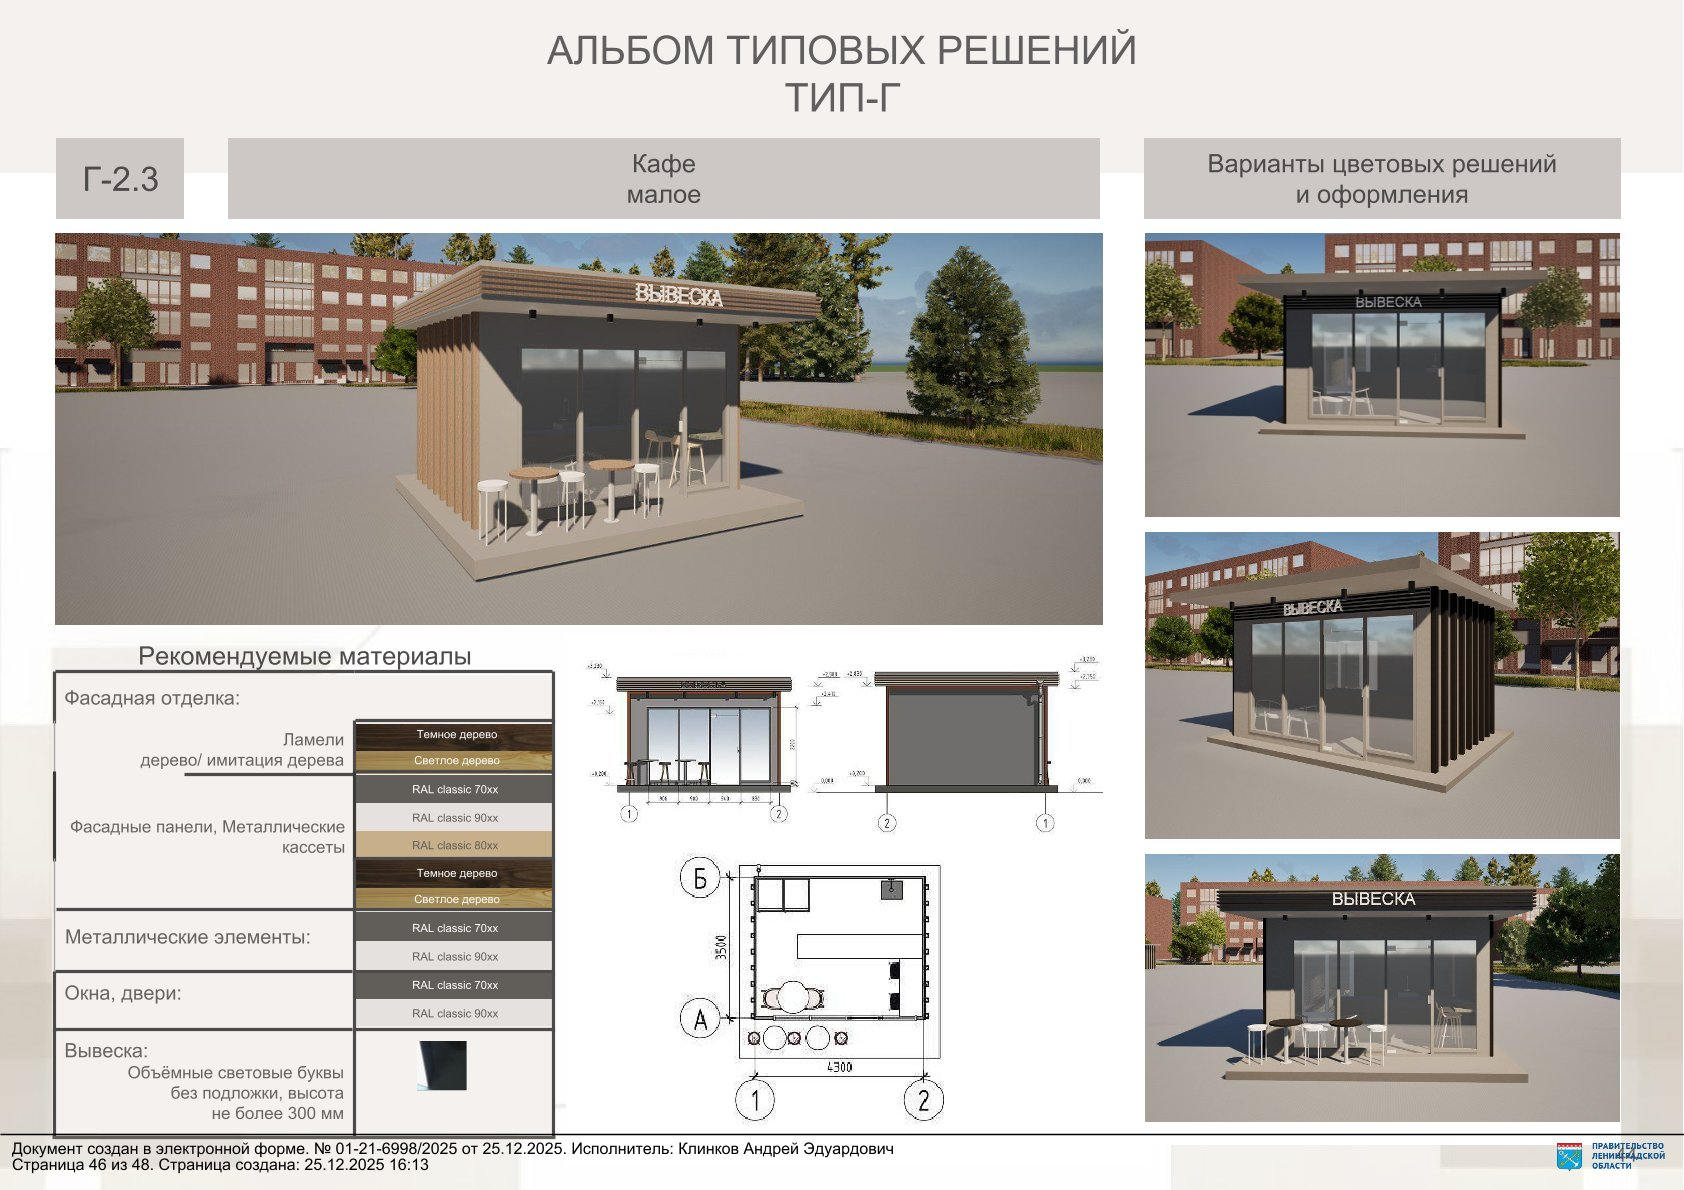 АЛЬБОМ ТИПОВЫХ РЕШЕНИЙ
ТИП-Г
Г-2.3
Кафе
малое
Варианты цветовых решений
и оформления
ВЫВЕСКА
ВЫВЕСКА
ВЫВЕСКА
ВЫВЕСКА
Рекомендуемые материалы
Фасадная отделка:
Ламели
дерево/ имитация дерева
Темное дерево
Светлое дерево
Фасадные панели, Металлические
кассеты
RAL classic 70xx
RAL classic 90xx
RAL classic 80xx
Темное дерево
Светлое дерево
Металлические элементы:
RAL classic 70xx
RAL classic 90xx
Окна, двери:
RAL classic 70xx
RAL classic 90xx
Вывеска:
Объёмные световые буквы
без подложки, высота
не более 300 мм
1
2
2
1
Б
А
3500
4300
1
2
Документ создан в электронной форме. № 01-21-6998/2025 от 25.12.2025. Исполнитель: Клинков Андрей Эдуардович
Страница 46 из 48. Страница создана: 25.12.2025 16:13
ПРАВИТЕЛЬСТВО
ЛЕНИНГРАДСКОЙ
ОБЛАСТИ